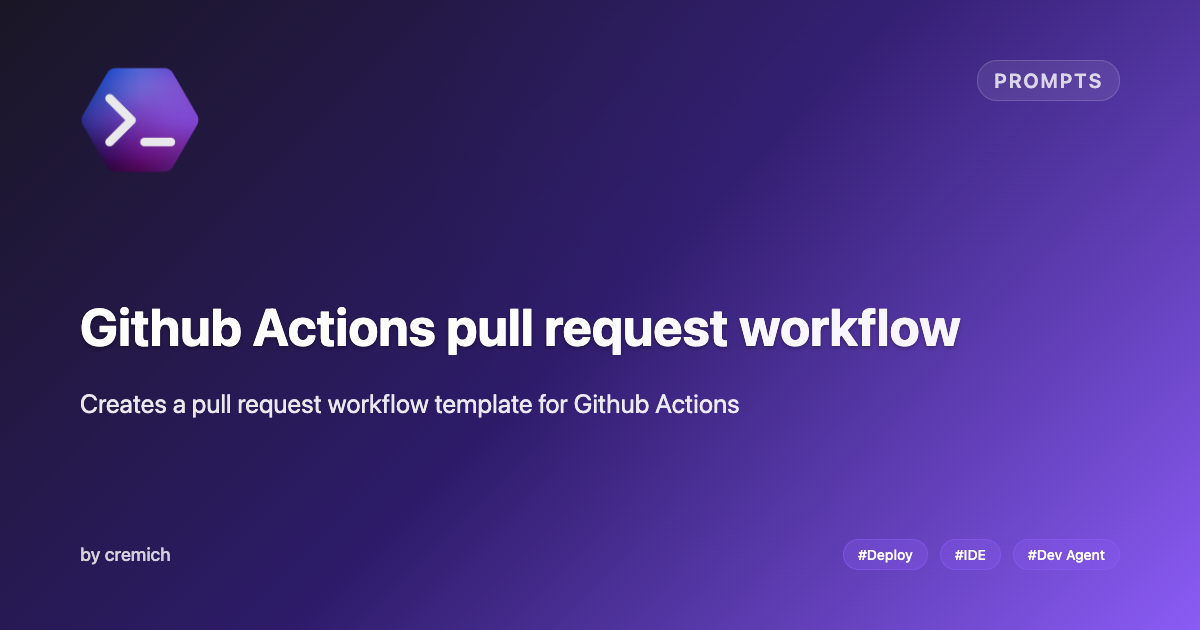 PROMPTS
Github Actions pull request workflow
Creates a pull request workflow template for Github Actions
by cremich
#Deploy #IDE #Dev Agent